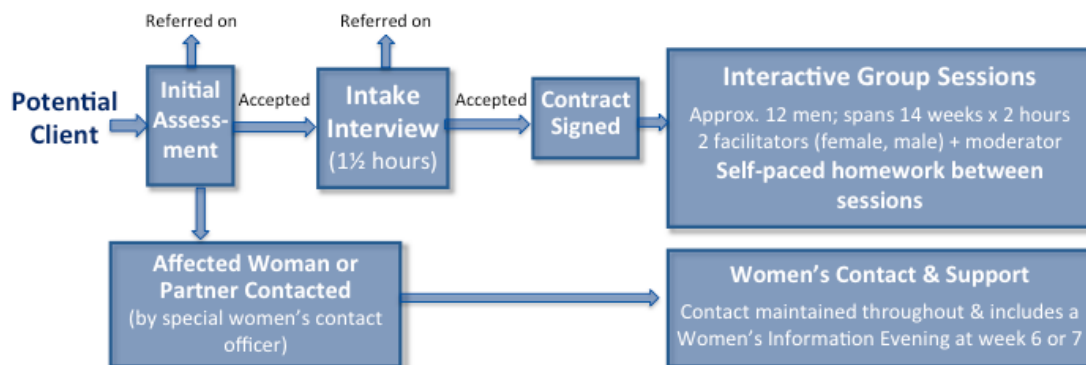 Referred on
Referred on
Potential
Client
Initial
Assess-
ment
Accepted
Intake
Interview
(1½ hours)
Accepted
Contract
Signed
Interactive Group Sessions
Approx. 12 men; spans 14 weeks x 2 hours
2 facilitators (female, male) + moderator
Self-paced homework between
sessions
Affected Woman or
Partner Contacted
(by special women's contact
officer)
Women's Contact & Support
Contact maintained throughout & includes a
Women's Information Evening at week 6 or 7